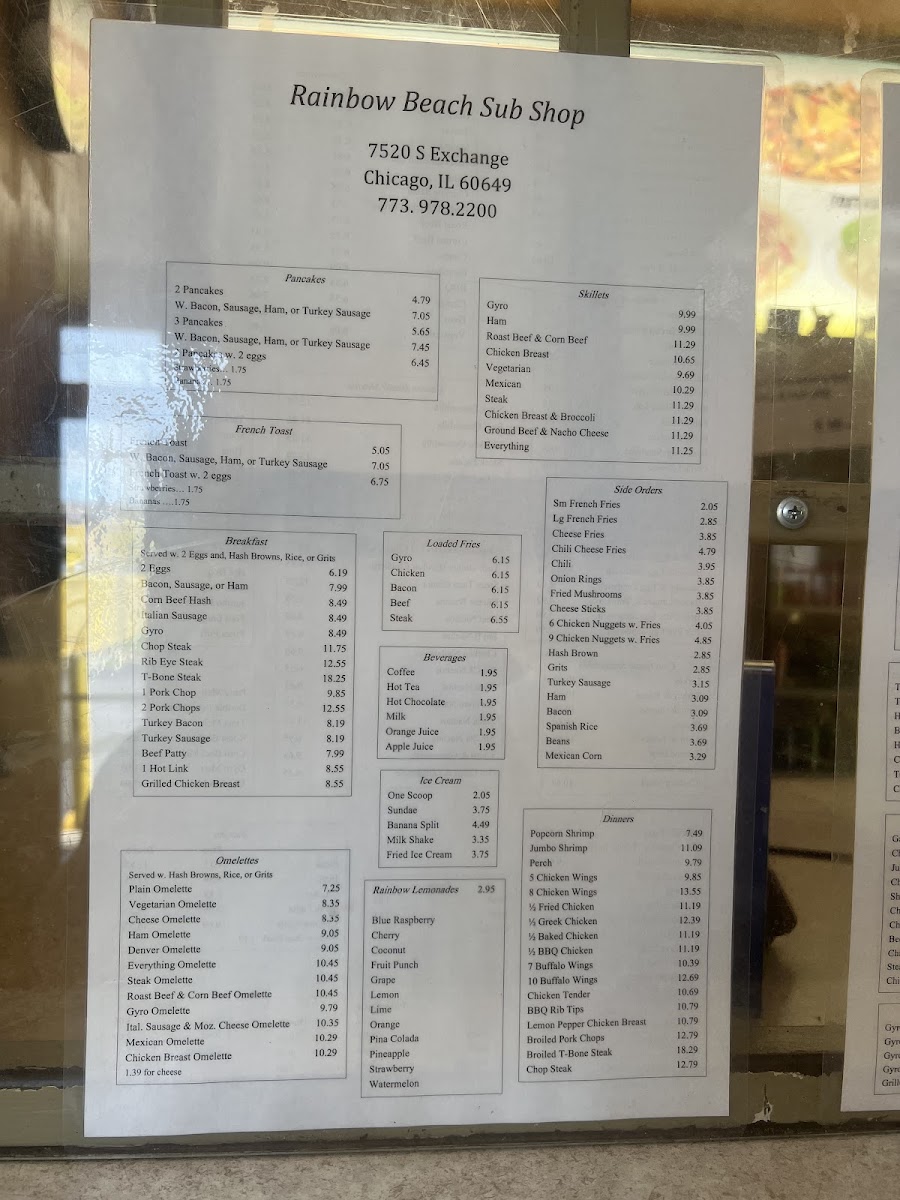 Rainbow Beach Sub Shop
7520 S Exchange
Chicago, IL 60649
773. 978.2200
Pancakes
2 Pancakes 4.79
W. Bacon, Sausage, Ham, or Turkey Sausage 7.05
3 Pancakes 5.65
W. Bacon, Sausage, Ham, or Turkey Sausage 7.45
Pancakes w. 2 eggs 6.45
Strawberries... 1.75
Bananas ... 1.75
French Toast
French Toast 5.05
W. Bacon, Sausage, Ham, or Turkey Sausage 7.05
French Toast w. 2 eggs 6.75
Strawberries... 1.75
Bananas ....1.75
Breakfast
Served w. 2 Eggs and, Hash Browns, Rice, or Grits
2 Eggs 6.19
Bacon, Sausage, or Ham 7.99
Corn Beef Hash 8.49
Italian Sausage 8.49
Gyro 8.49
Chop Steak 11.75
Rib Eye Steak 12.55
T-Bone Steak 18.25
1 Pork Chop 9.85
2 Pork Chops 12.55
Turkey Bacon 8.19
Turkey Sausage 8.19
Beef Patty 7.99
1 Hot Link 8.55
Grilled Chicken Breast 8.55
Omelettes
Served w. Hash Browns, Rice, or Grits
Plain Omelette 7.25
Vegetarian Omelette 8.35
Cheese Omelette 8.35
Ham Omelette 9.05
Denver Omelette 9.05
Everything Omelette 10.45
Steak Omelette 10.45
Roast Beef & Corn Beef Omelette 10.45
Gyro Omelette 9.79
Ital. Sausage & Moz. Cheese Omelette 10.35
Mexican Omelette 10.29
Chicken Breast Omelette 10.29
1.39 for cheese
Loaded Fries
Gyro 6.15
Chicken 6.15
Bacon 6.15
Beef 6.15
Steak 6.55
Beverages
Coffee 1.95
Hot Tea 1.95
Hot Chocolate 1.95
Milk 1.95
Orange Juice 1.95
Apple Juice 1.95
Ice Cream
One Scoop 2.05
Sundae 3.75
Banana Split 4.49
Milk Shake 3.35
Fried Ice Cream 3.75
Rainbow Lemonades 2.95
Blue Raspberry
Cherry
Coconut
Fruit Punch
Grape
Lemon
Lime
Orange
Pina Colada
Pineapple
Strawberry
Watermelon
Skillets
Gyro 9.99
Ham 9.99
Roast Beef & Corn Beef 11.29
Chicken Breast 10.65
Vegetarian 9.69
Mexican 10.29
Steak 11.29
Chicken Breast & Broccoli 11.29
Ground Beef & Nacho Cheese 11.29
Everything 11.25
Side Orders
Sm French Fries 2.05
Lg French Fries 2.85
Cheese Fries 3.85
Chili Cheese Fries 4.79
Chili 3.95
Onion Rings 3.85
Fried Mushrooms 3.85
Cheese Sticks 3.85
6 Chicken Nuggets w. Fries 4.05
9 Chicken Nuggets w. Fries 4.85
Hash Brown 2.85
Grits 2.85
Turkey Sausage 3.15
Ham 3.09
Bacon 3.09
Spanish Rice 3.69
Beans 3.69
Mexican Corn 3.29
Dinners
Popcorn Shrimp 7.49
Jumbo Shrimp 11.09
Perch 9.79
5 Chicken Wings 9.85
8 Chicken Wings 13.55
½ Fried Chicken 11.19
½ Greek Chicken 12.39
½ Baked Chicken 11.19
½ BBQ Chicken 11.19
7 Buffalo Wings 10.39
10 Buffalo Wings 12.69
Chicken Tender 10.69
BBQ Rib Tips 10.79
Lemon Pepper Chicken Breast 10.79
Broiled Pork Chops 12.79
Broiled T-Bone Steak 18.29
Chop Steak 12.79